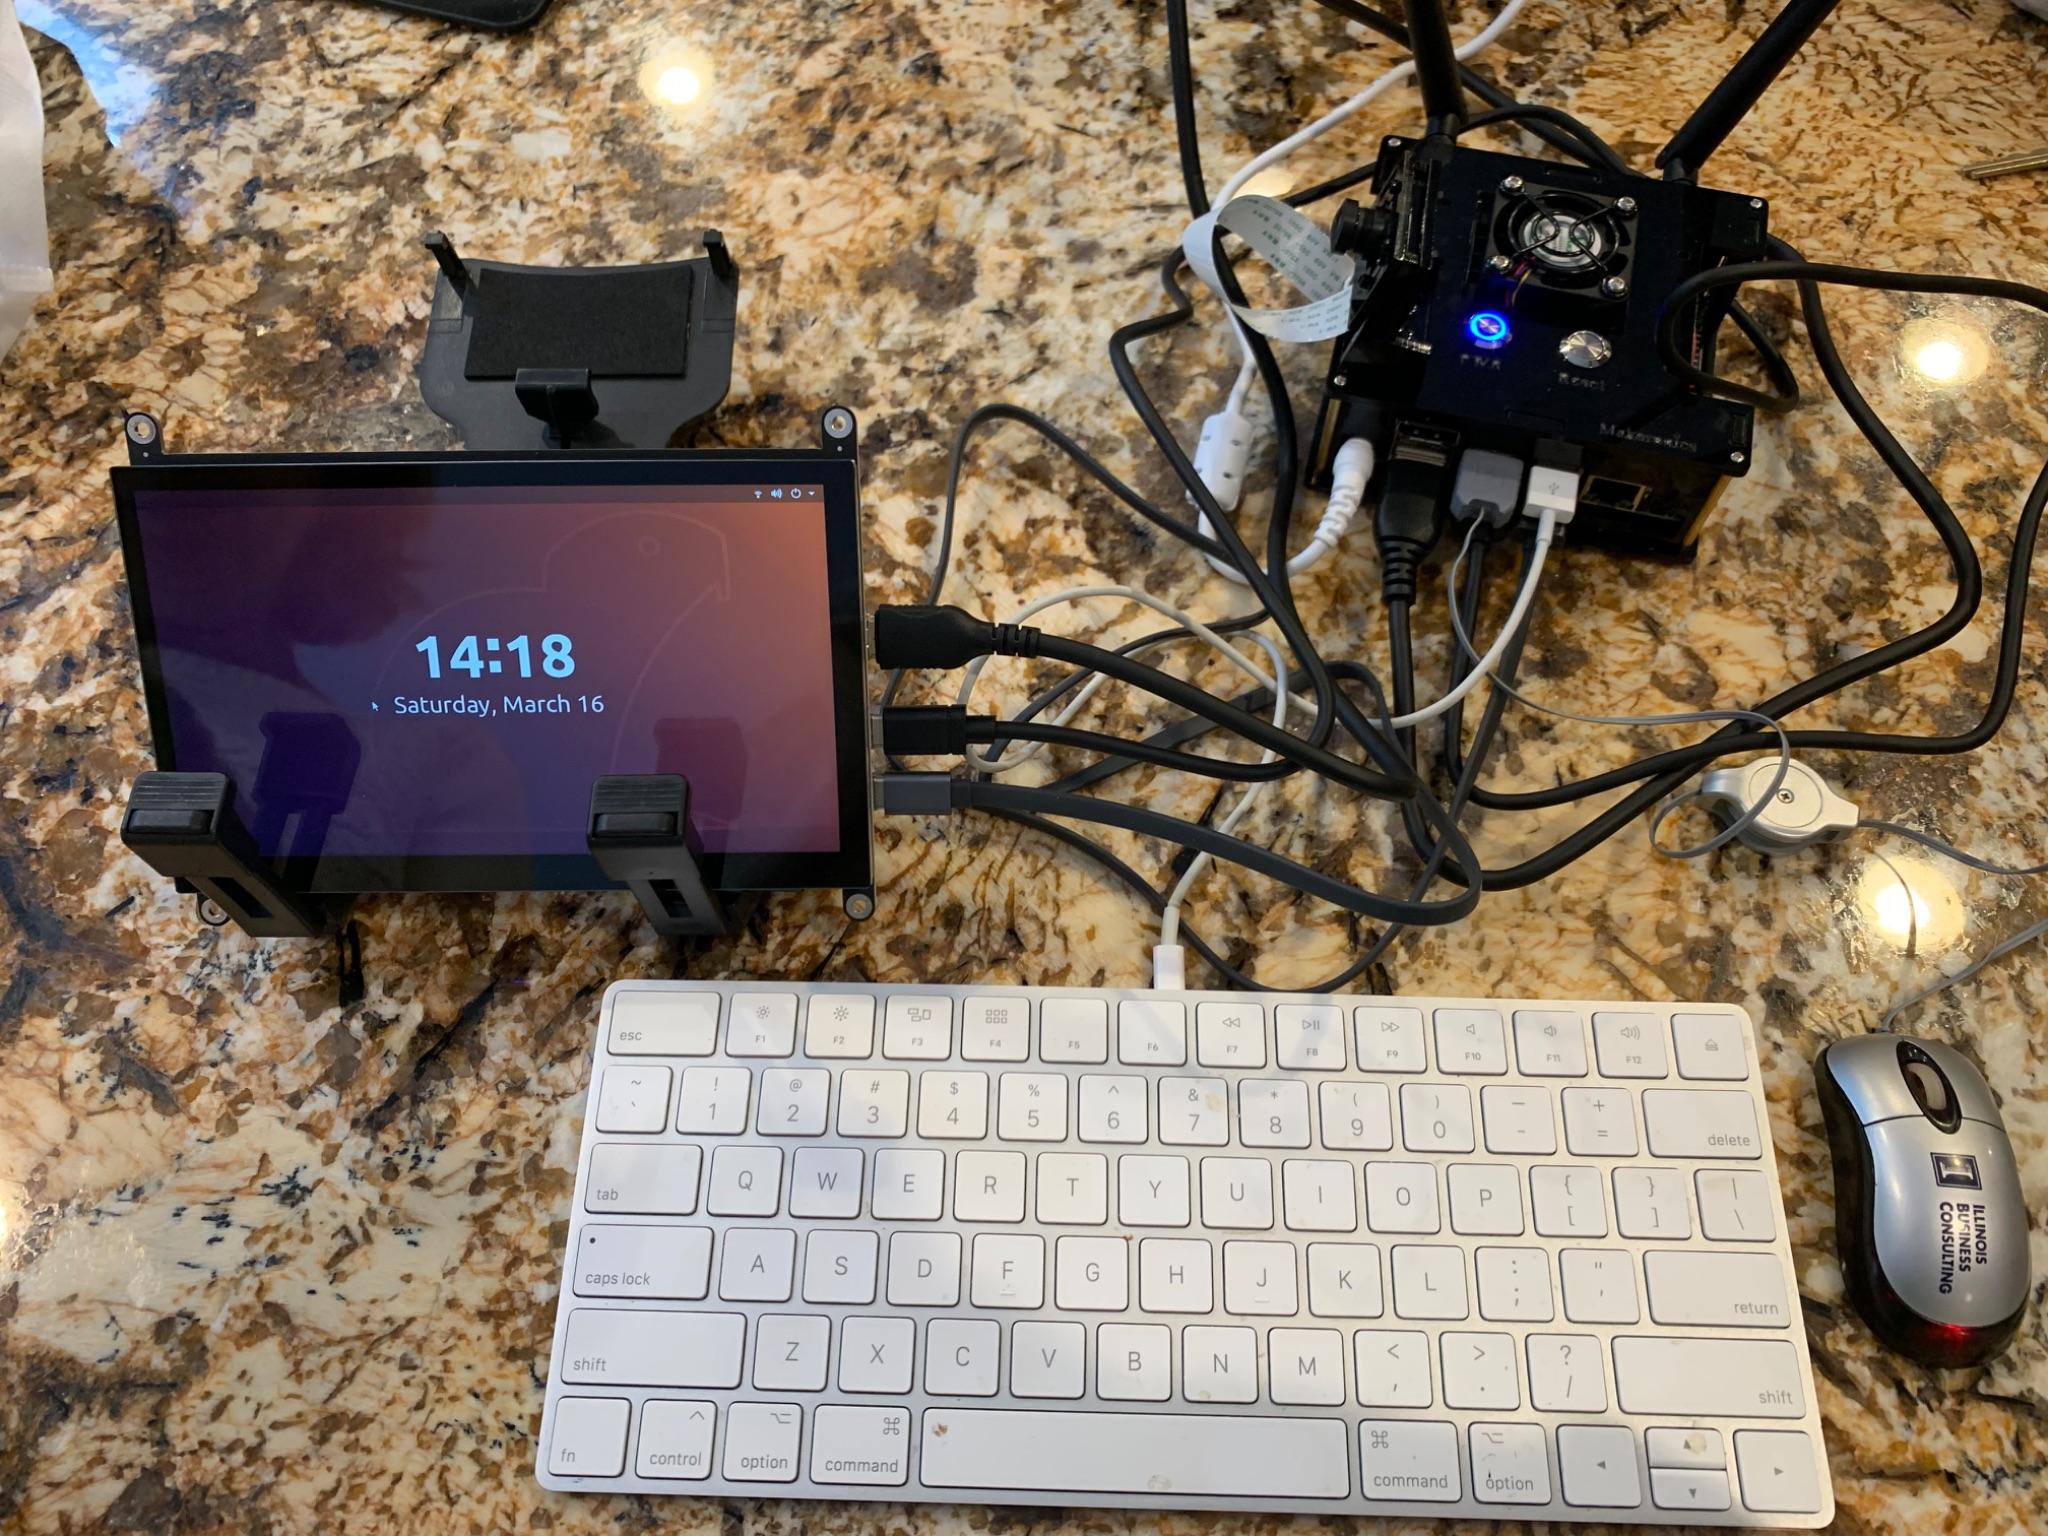 14:18
Saturday, March 16
PWR
Reset
Makeronics
esc
F1
F2
F3
F4
F5
F6
F7
F8
F9
F10
F11
F12
~ ` ! 1 @ 2 # 3 $ 4 % 5 ^ 6 & 7 * 8 ( 9 ) 0 _ - + = delete
tab Q W E R T Y U I O P { [ } ] | \
caps lock A S D F G H J K L : ; " ' return
shift Z X C V B N M < , > . ? / shift
fn control option command command option
ILLINOIS
BUSINESS
CONSULTING